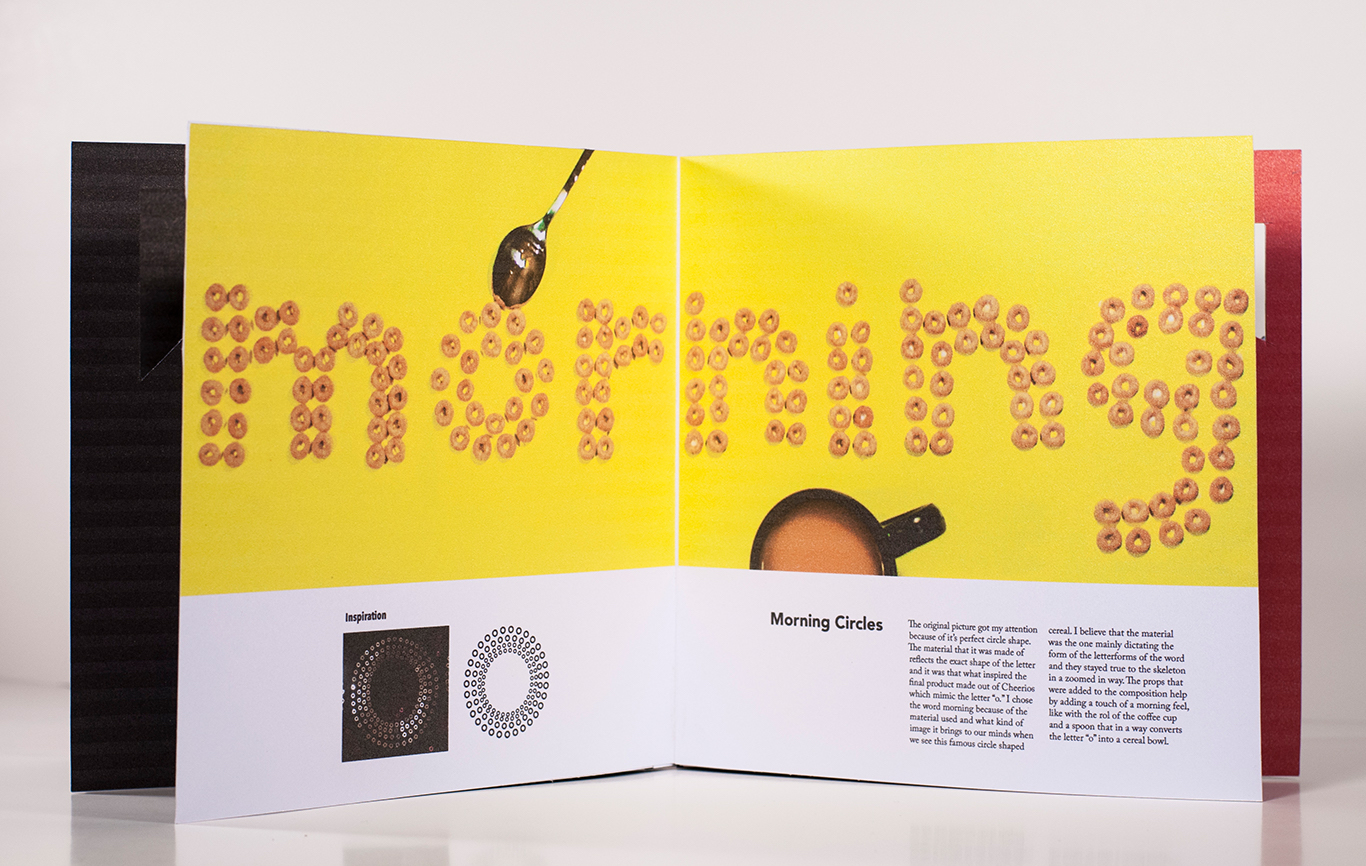 morning
Inspiration
Morning Circles
The original picture got my attention
because of it's perfect circle shape.
The material that it was made of
reflects the exact shape of the letter
and it was that what inspired the
final product made out of Cheerios
which mimic the letter “o.” I chose
the word morning because of the
material used and what kind of
image it brings to our minds when
we see this famous circle shaped
cereal. I believe that the material
was the one mainly dictating the
form of the letterforms of the word
and they stayed true to the skeleton
in a zoomed in way. The props that
were added to the composition help
by adding a touch of a morning feel,
like with the rol of the coffee cup
and a spoon that in a way converts
the letter “o” into a cereal bowl.